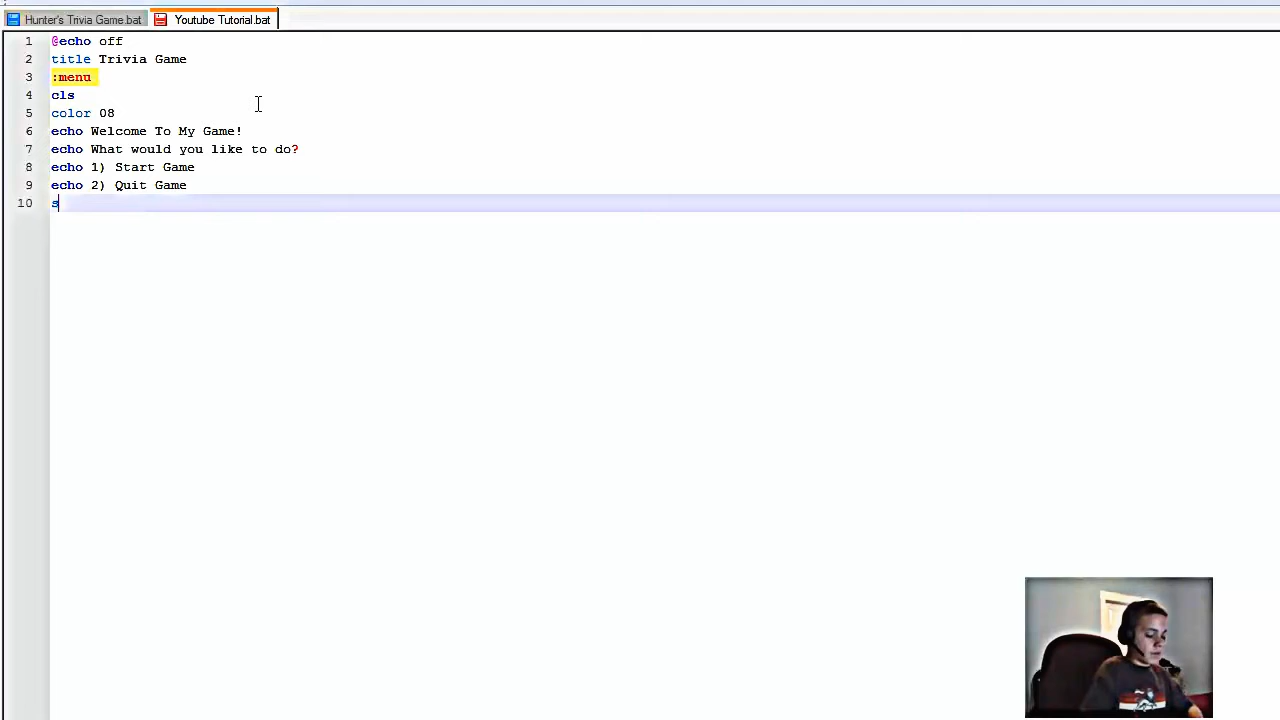 Hunter's Trivia Game.bat
Youtube Tutorial.bat
1 @echo off
2 title Trivia Game
3 :menu
4 cls
5 color 08
6 echo Welcome To My Game!
7 echo What would you like to do?
8 echo 1) Start Game
9 echo 2) Quit Game
10 s